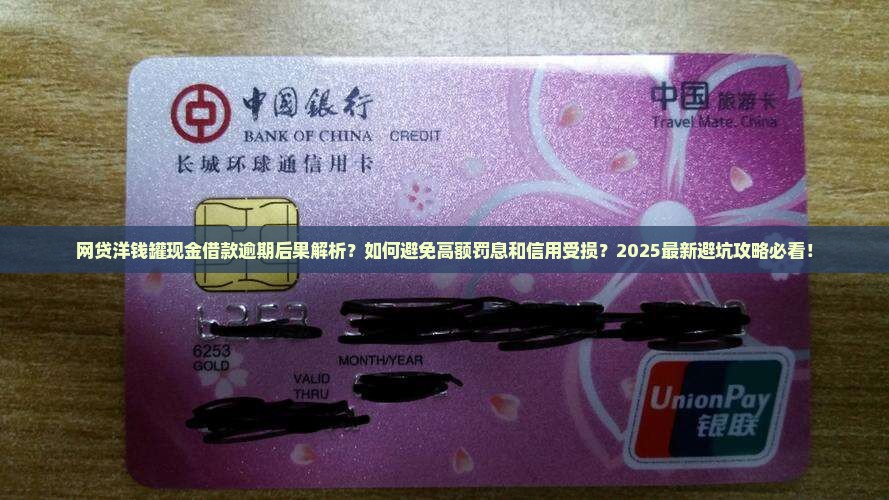 中国银行
BANK OF CHINA CREDIT
长城环球通信用卡
中国 旅游卡
Travel Mate. China
网贷洋钱罐现金借款逾期后果解析？如何避免高额罚息和信用受损？2025最新避坑攻略必看！
6253
6253
GOLD
MONTH/YEAR
VALID
THRU
UnionPay
银联